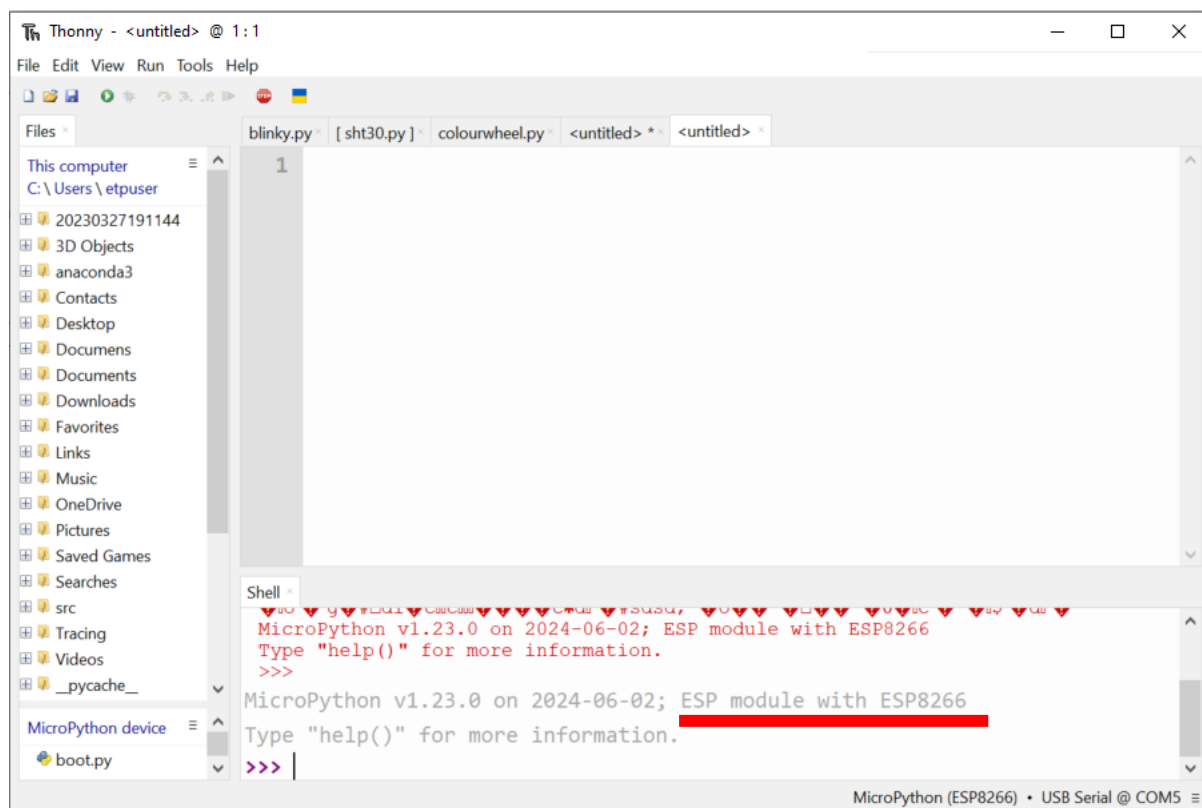 Thonny - <untitled> @ 1:1
File Edit View Run Tools Help
Files
This computer
C: \ Users \ etpuser
20230327191144
3D Objects
anaconda3
Contacts
Desktop
Documens
Documents
Downloads
Favorites
Links
Music
OneDrive
Pictures
Saved Games
Searches
src
Tracing
Videos
__pycache__
MicroPython device
boot.py
blinky.py [ sht30.py ] colourwheel.py <untitled> * <untitled>
1
Shell
MicroPython v1.23.0 on 2024-06-02; ESP module with ESP8266
Type "help()" for more information.
>>>
MicroPython v1.23.0 on 2024-06-02; ESP module with ESP8266
Type "help()" for more information.
>>>
MicroPython (ESP8266) • USB Serial @ COM5